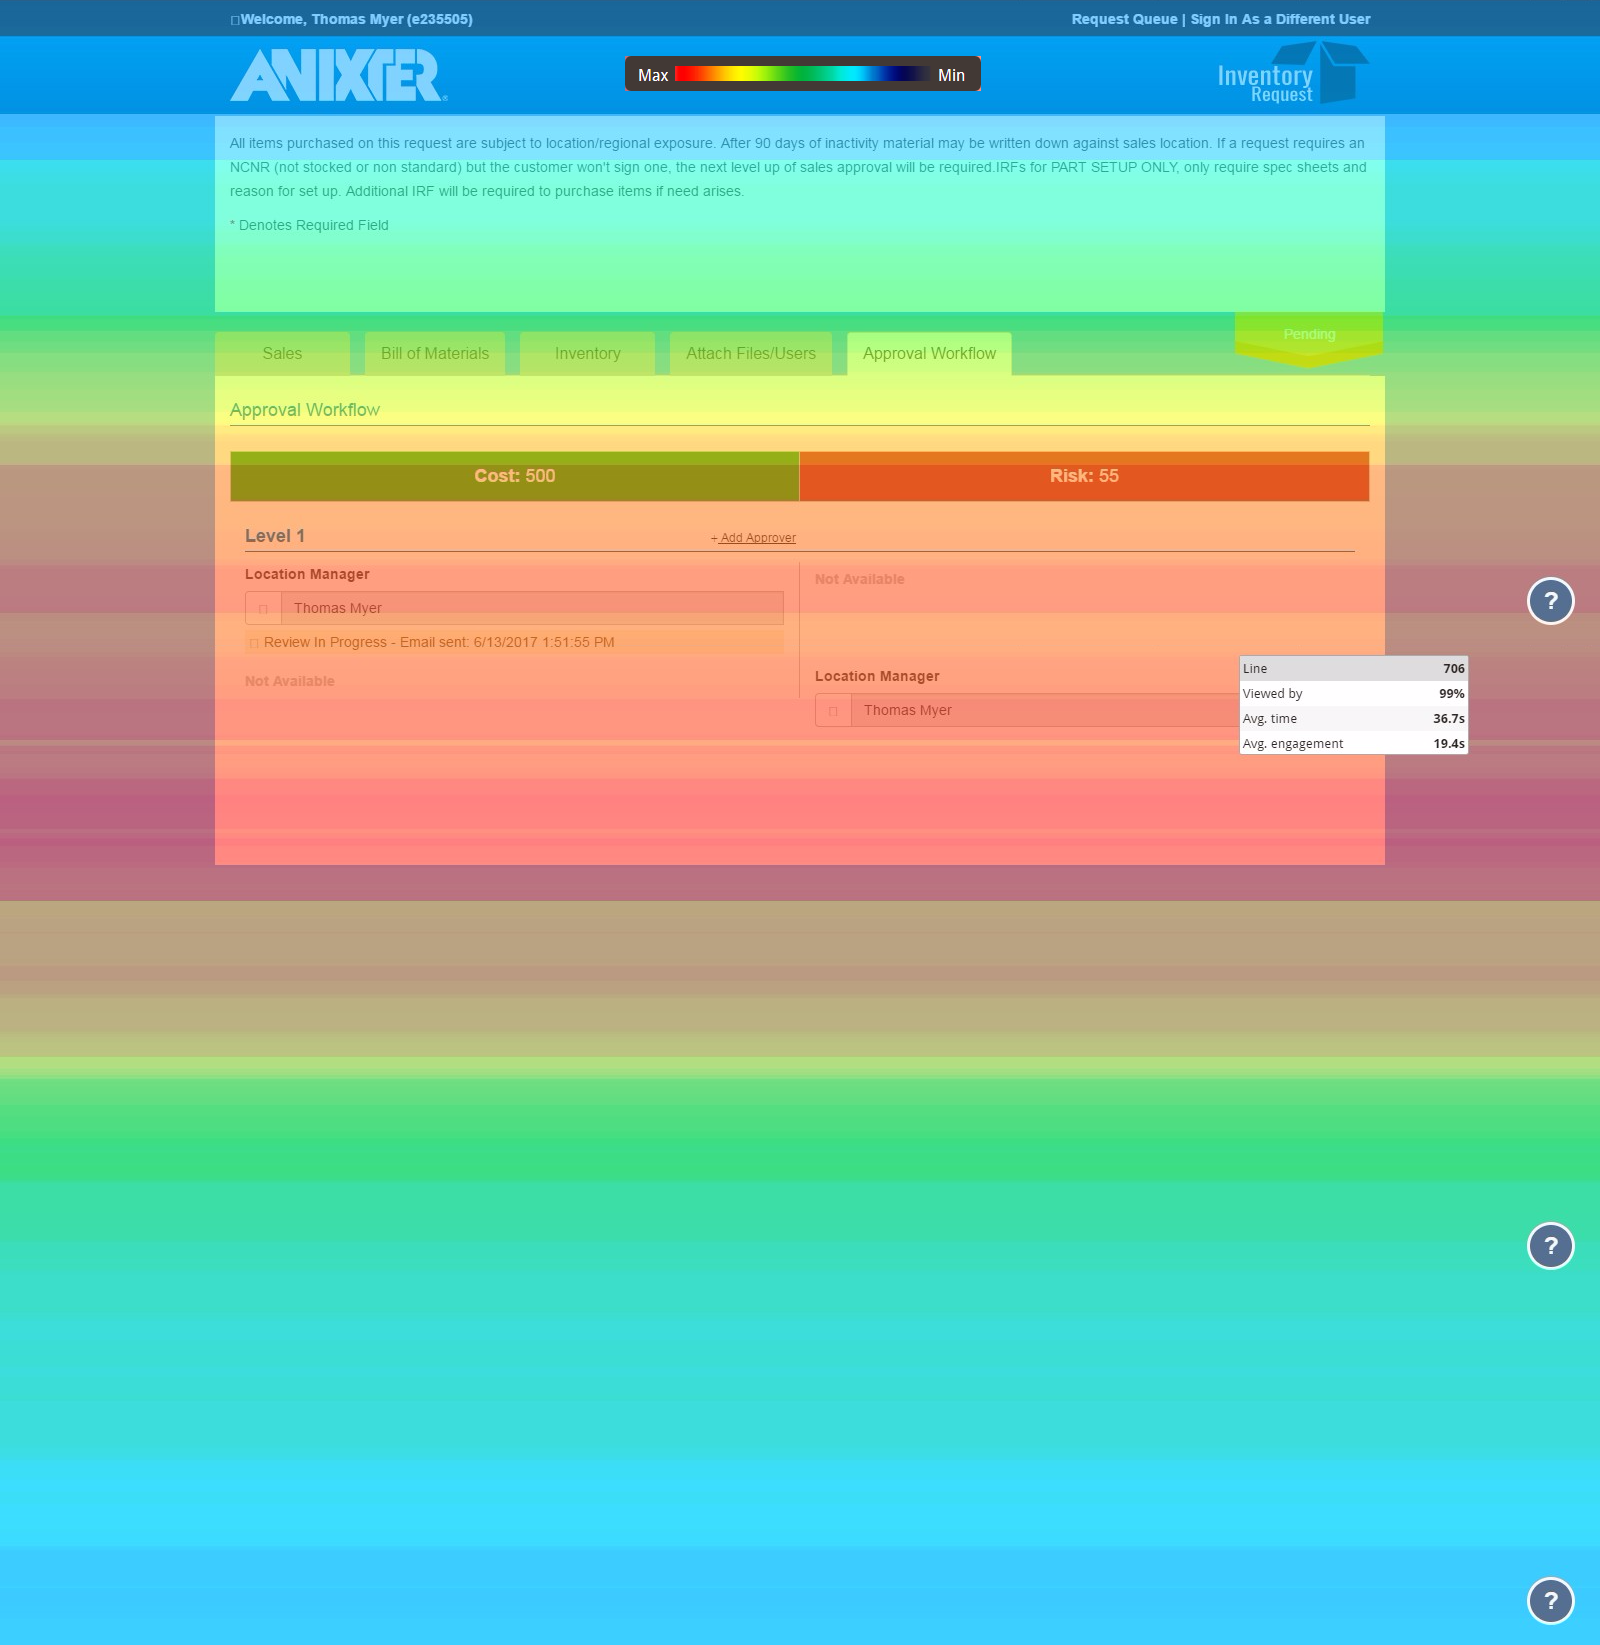 Welcome, Thomas Myer (e235505)
Request Queue | Sign In As a Different User
ANIXTER
Max Min
Inventory
Request
All items purchased on this request are subject to location/regional exposure. After 90 days of inactivity material may be written down against sales location. If a request requires an
NCNR (not stocked or non standard) but the customer won't sign one, the next level up of sales approval will be required.IRFs for PART SETUP ONLY, only require spec sheets and
reason for set up. Additional IRF will be required to purchase items if need arises.
* Denotes Required Field
Pending
Sales Bill of Materials Inventory Attach Files/Users Approval Workflow
Approval Workflow
Cost: 500 Risk: 55
Level 1 + Add Approver
Location Manager
Thomas Myer
Review In Progress - Email sent: 6/13/2017 1:51:55 PM
Not Available
Not Available
Location Manager
Thomas Myer
?
Line 706
Viewed by 99%
Avg. time 36.7s
Avg. engagement 19.4s
?
?